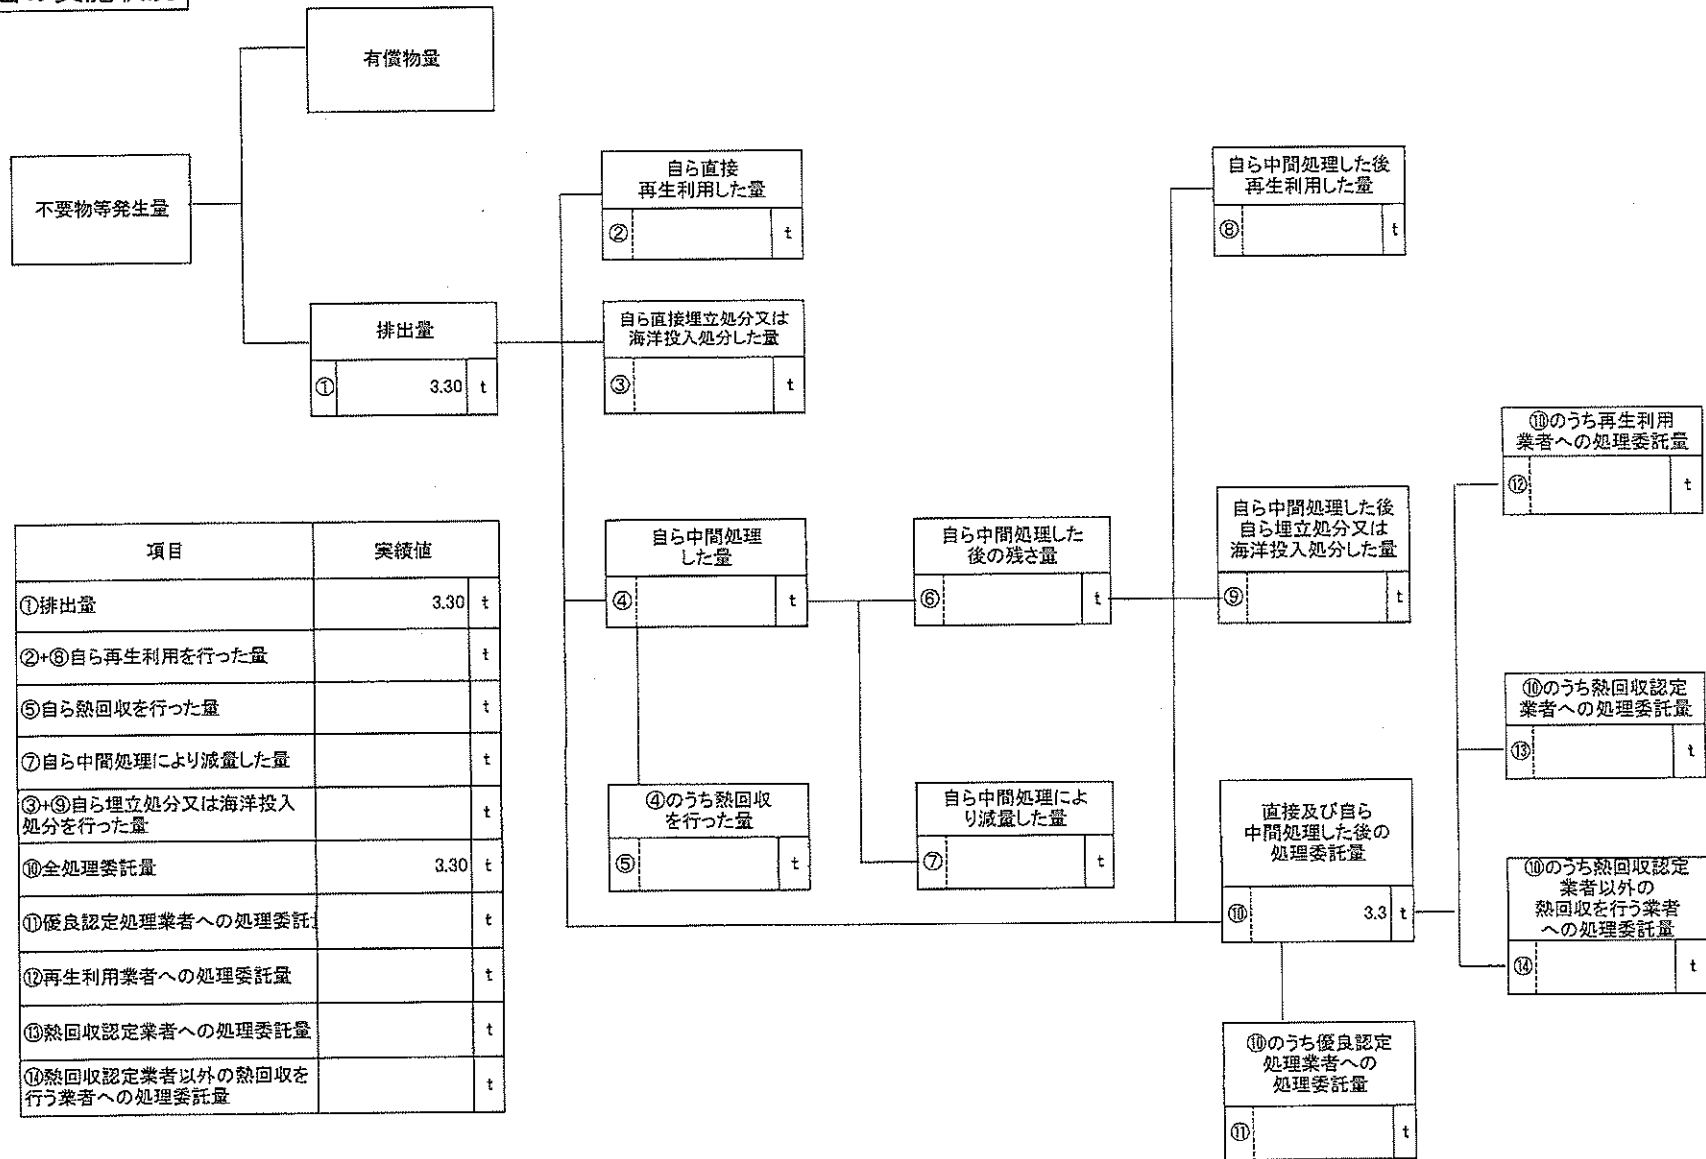 有償物量
不要物等発生量
排出量
① 3.30 t
自ら直接
再生利用した量
② t
自ら直接埋立処分又は
海洋投入処分した量
③ t
自ら中間処理
した量
④ t
④のうち熱回収
を行った量
⑤ t
自ら中間処理した
後の残さ量
⑥ t
自ら中間処理によ
り減量した量
⑦ t
自ら中間処理した後
再生利用した量
⑧ t
自ら中間処理した後
自ら埋立処分又は
海洋投入処分した量
⑨ t
直接及び自ら
中間処理した後の
処理委託量
⑩ 3.3 t
⑩のうち優良認定
処理業者への
処理委託量
⑪ t
⑩のうち再生利用
業者への処理委託量
⑫ t
⑩のうち熱回収認定
業者への処理委託量
⑬ t
⑩のうち熱回収認定
業者以外の
熱回収を行う業者
への処理委託量
⑭ t
項目 実績値
①排出量 3.30 t
②+⑧自ら再生利用を行った量 t
⑤自ら熱回収を行った量 t
⑦自ら中間処理により減量した量 t
③+⑨自ら埋立処分又は海洋投入
処分を行った量 t
⑩全処理委託量 3.30 t
⑪優良認定処理業者への処理委託 t
⑫再生利用業者への処理委託量 t
⑬熱回収認定業者への処理委託量 t
⑭熱回収認定業者以外の熱回収を
行う業者への処理委託量 t